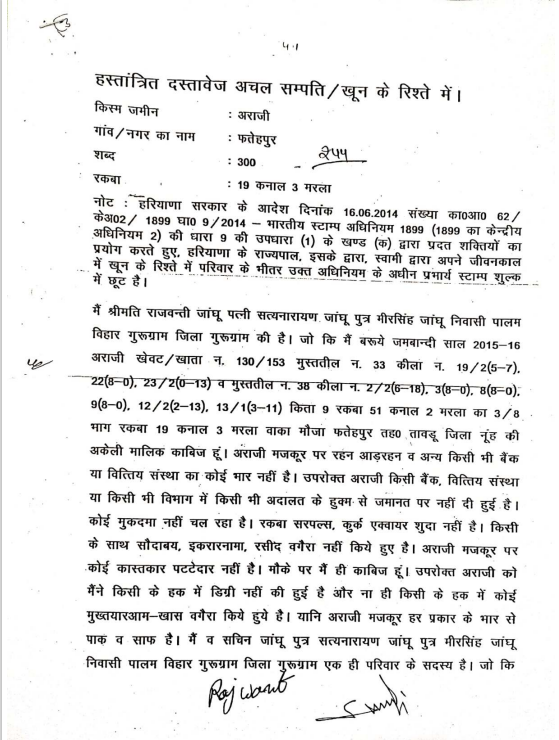 4.1
हस्तांत्रित दस्तावेज अचल सम्पति/खून के रिश्ते में।
किस्म जमीन : अराजी
गांव/नगर का नाम : फतेहपुर
शब्द : 300 - २५५
रकबा : 19 कनाल 3 मरला
नोट : हरियाणा सरकार के आदेश दिनांक 16.06.2014 संख्या का0आ0 62/
के0अ02/ 1899 घा0 9/2014 – भारतीय स्टाम्प अधिनियम 1899 (1899 का केन्द्रीय
अधिनियम 2) की धारा 9 की उपधारा (1) के खण्ड (क) द्वारा प्रदत शक्तियों का
प्रयोग करते हुए, हरियाणा के राज्यपाल, इसके द्वारा, स्वामी द्वारा अपने जीवनकाल
में खून के रिश्ते में परिवार के भीतर उक्त अधिनियम के अधीन प्रभार्य स्टाम्प शुल्क
में छूट है।
मैं श्रीमति राजवन्ती जांघू पत्नी सत्यनारायण जांघू पुत्र मीरसिंह जांघू निवासी पालम
विहार गुरूग्राम जिला गुरूग्राम की है। जो कि मैं बरूये जमबान्दी साल 2015–16
अराजी खेवट/खाता न. 130/153 मुस्ततील न. 33 कीला न. 19/2(5-7),
22(8-0), 23/2(0-13) व मुस्ततील न. 38 कीला न. 2/2(6-18), 3(8-0), 8(8-0),
9(8-0), 12/2(2-13), 13/1(3-11) किता 9 रकबा 51 कनाल 2 मरला का 3/8
भाग रकबा 19 कनाल 3 मरला वाका मौजा फतेहपुर तह0 तावडू जिला नूंह की
अकेली मालिक काबिज हूं। अराजी मजकूर पर रहन आड़रहन व अन्य किसी भी बैंक
या वित्तिय संस्था का कोई भार नहीं है। उपरोक्त अराजी किसी बैंक, वित्तिय संस्था
या किसी भी विभाग में किसी भी अदालत के हुक्म से जमानत पर नहीं दी हुई है।
कोई मुकदमा नहीं चल रहा है। रकबा सरपल्स, कुर्क एक्वायर शुदा नहीं है। किसी
के साथ सौदाबय, इकरारनामा, रसीद वगैरा नहीं किये हुए है। अराजी मजकूर पर
कोई कास्तकार पटटेदार नहीं है। मौके पर मैं ही काबिज हूं। उपरोक्त अराजी को
मैंने किसी के हक में डिग्री नहीं की हुई है और ना ही किसी के हक में कोई
मुख्तयारआम–खास वगैरा किये हुये है। यानि अराजी मजकूर हर प्रकार के भार से
पाक व साफ है। मैं व सचिन जांघू पुत्र सत्यनारायण जांघू पुत्र मीरसिंह जांघू
निवासी पालम विहार गुरूग्राम जिला गुरूग्राम एक ही परिवार के सदस्य है। जो कि
Rajwanti